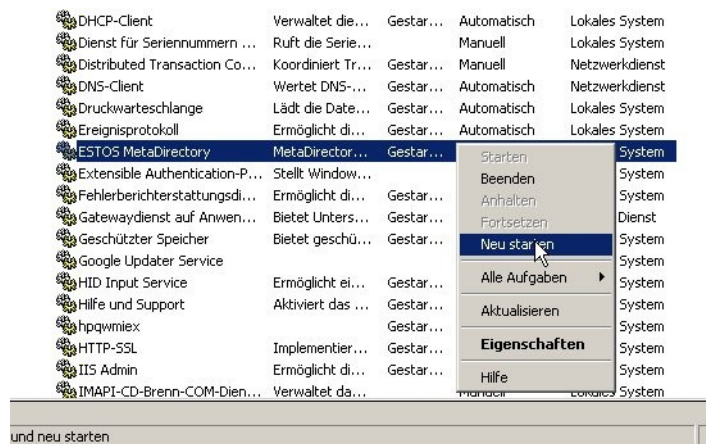 DHCP-Client Verwaltet die... Gestar... Automatisch Lokales System
Dienst für Seriennummern ... Ruft die Serie... Manuell Lokales System
Distributed Transaction Co... Koordiniert Tr... Gestar... Manuell Netzwerkdienst
DNS-Client Wertet DNS-... Gestar... Automatisch Netzwerkdienst
Druckwarteschlange Lädt die Date... Gestar... Automatisch Lokales System
Ereignisprotokoll Ermöglicht di... Gestar... Automatisch Lokales System
ESTOS MetaDirectory MetaDirector... Gestar... Starten System
Extensible Authentication-P... Stellt Window... Beenden System
Fehlerberichterstattungsdi... Ermöglicht di... Gestar... Anhalten System
Gatewaydienst auf Anwen... Bietet Unters... Gestar... Fortsetzen Dienst
Geschützter Speicher Bietet geschü... Gestar... Neu starten System
Google Updater Service System
HID Input Service Ermöglicht ei... Gestar... Alle Aufgaben System
Hilfe und Support Aktiviert das ... Gestar... Aktualisieren System
hpqwmiex Gestar... System
HTTP-SSL Implementier... Gestar... Eigenschaften System
IIS Admin Ermöglicht di... Gestar... Hilfe System
IMAPI-CD-Brenn-COM-Dien... Verwaltet da... Manuell Lokales System
und neu starten